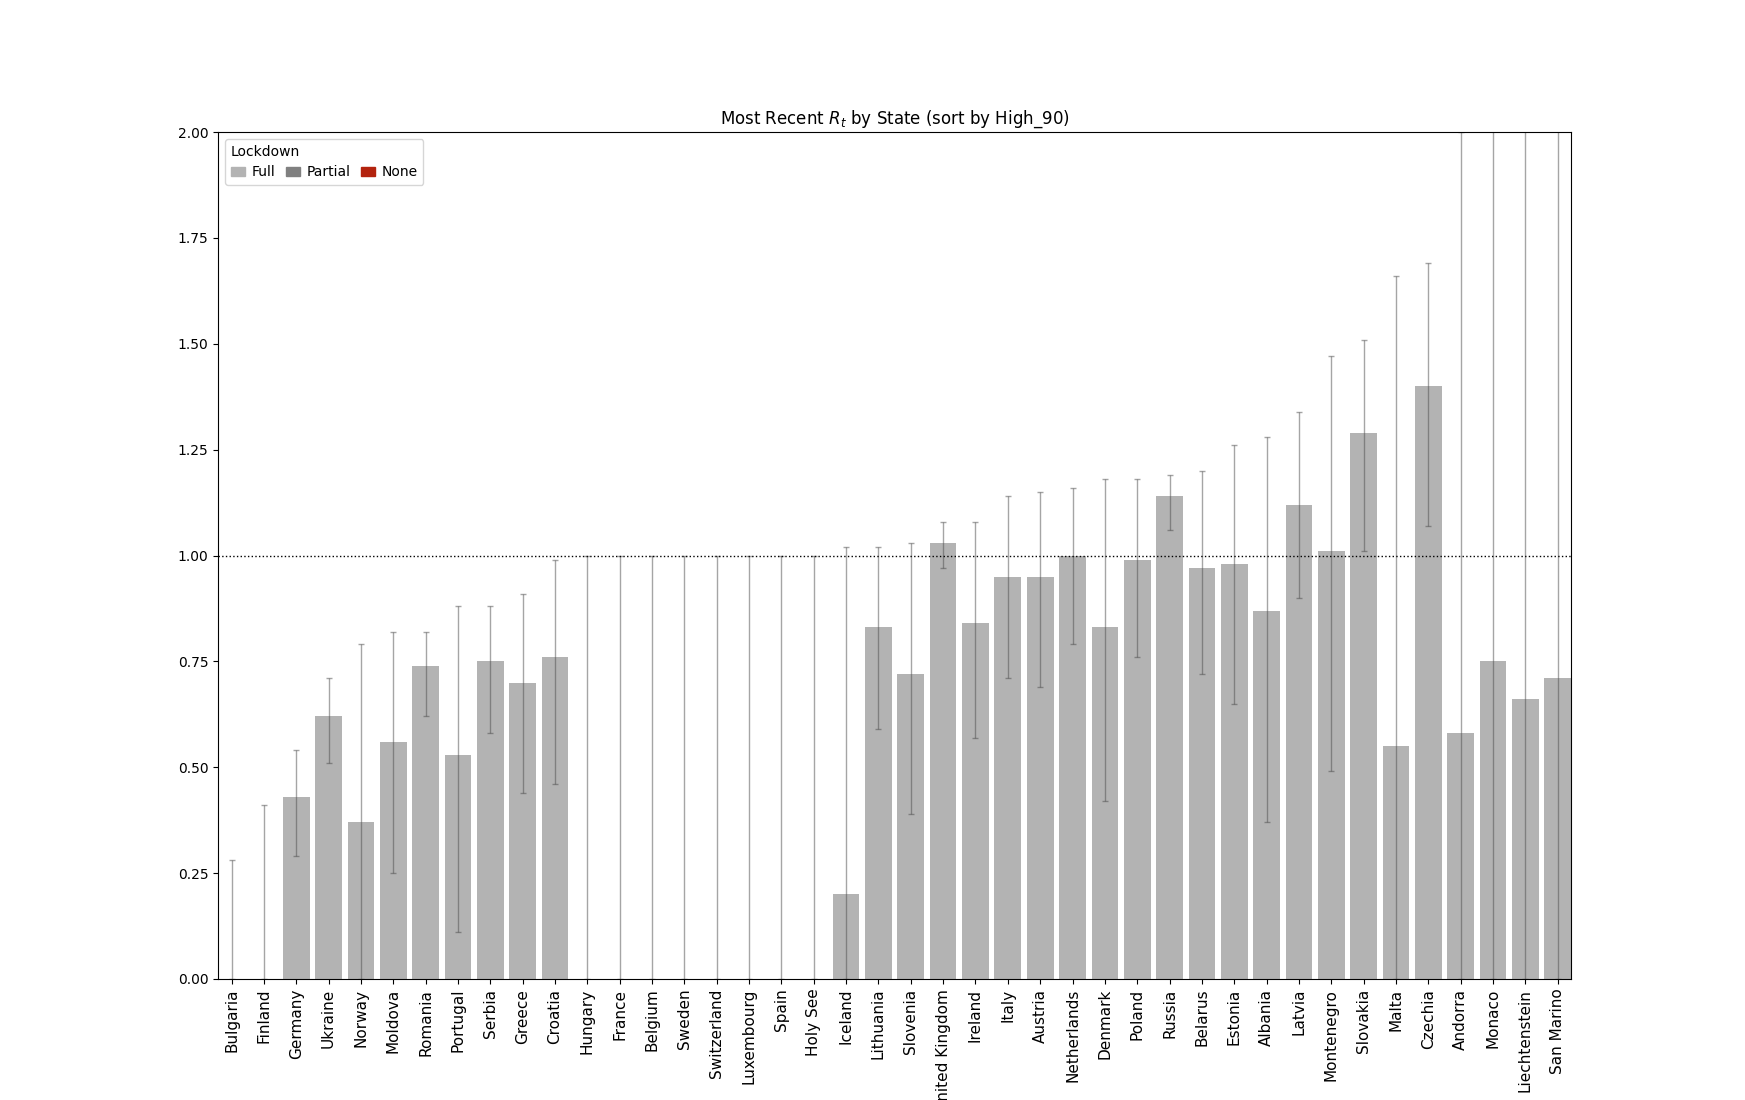 Most Recent R_t by State (sort by High_90)
Lockdown
Full Partial None
2.00
1.75
1.50
1.25
1.00
0.75
0.50
0.25
0.00
Bulgaria
Finland
Germany
Ukraine
Norway
Moldova
Romania
Portugal
Serbia
Greece
Croatia
Hungary
France
Belgium
Sweden
Switzerland
Luxembourg
Spain
Holy See
Iceland
Lithuania
Slovenia
nited Kingdom
Ireland
Italy
Austria
Netherlands
Denmark
Poland
Russia
Belarus
Estonia
Albania
Latvia
Montenegro
Slovakia
Malta
Czechia
Andorra
Monaco
Liechtenstein
San Marino